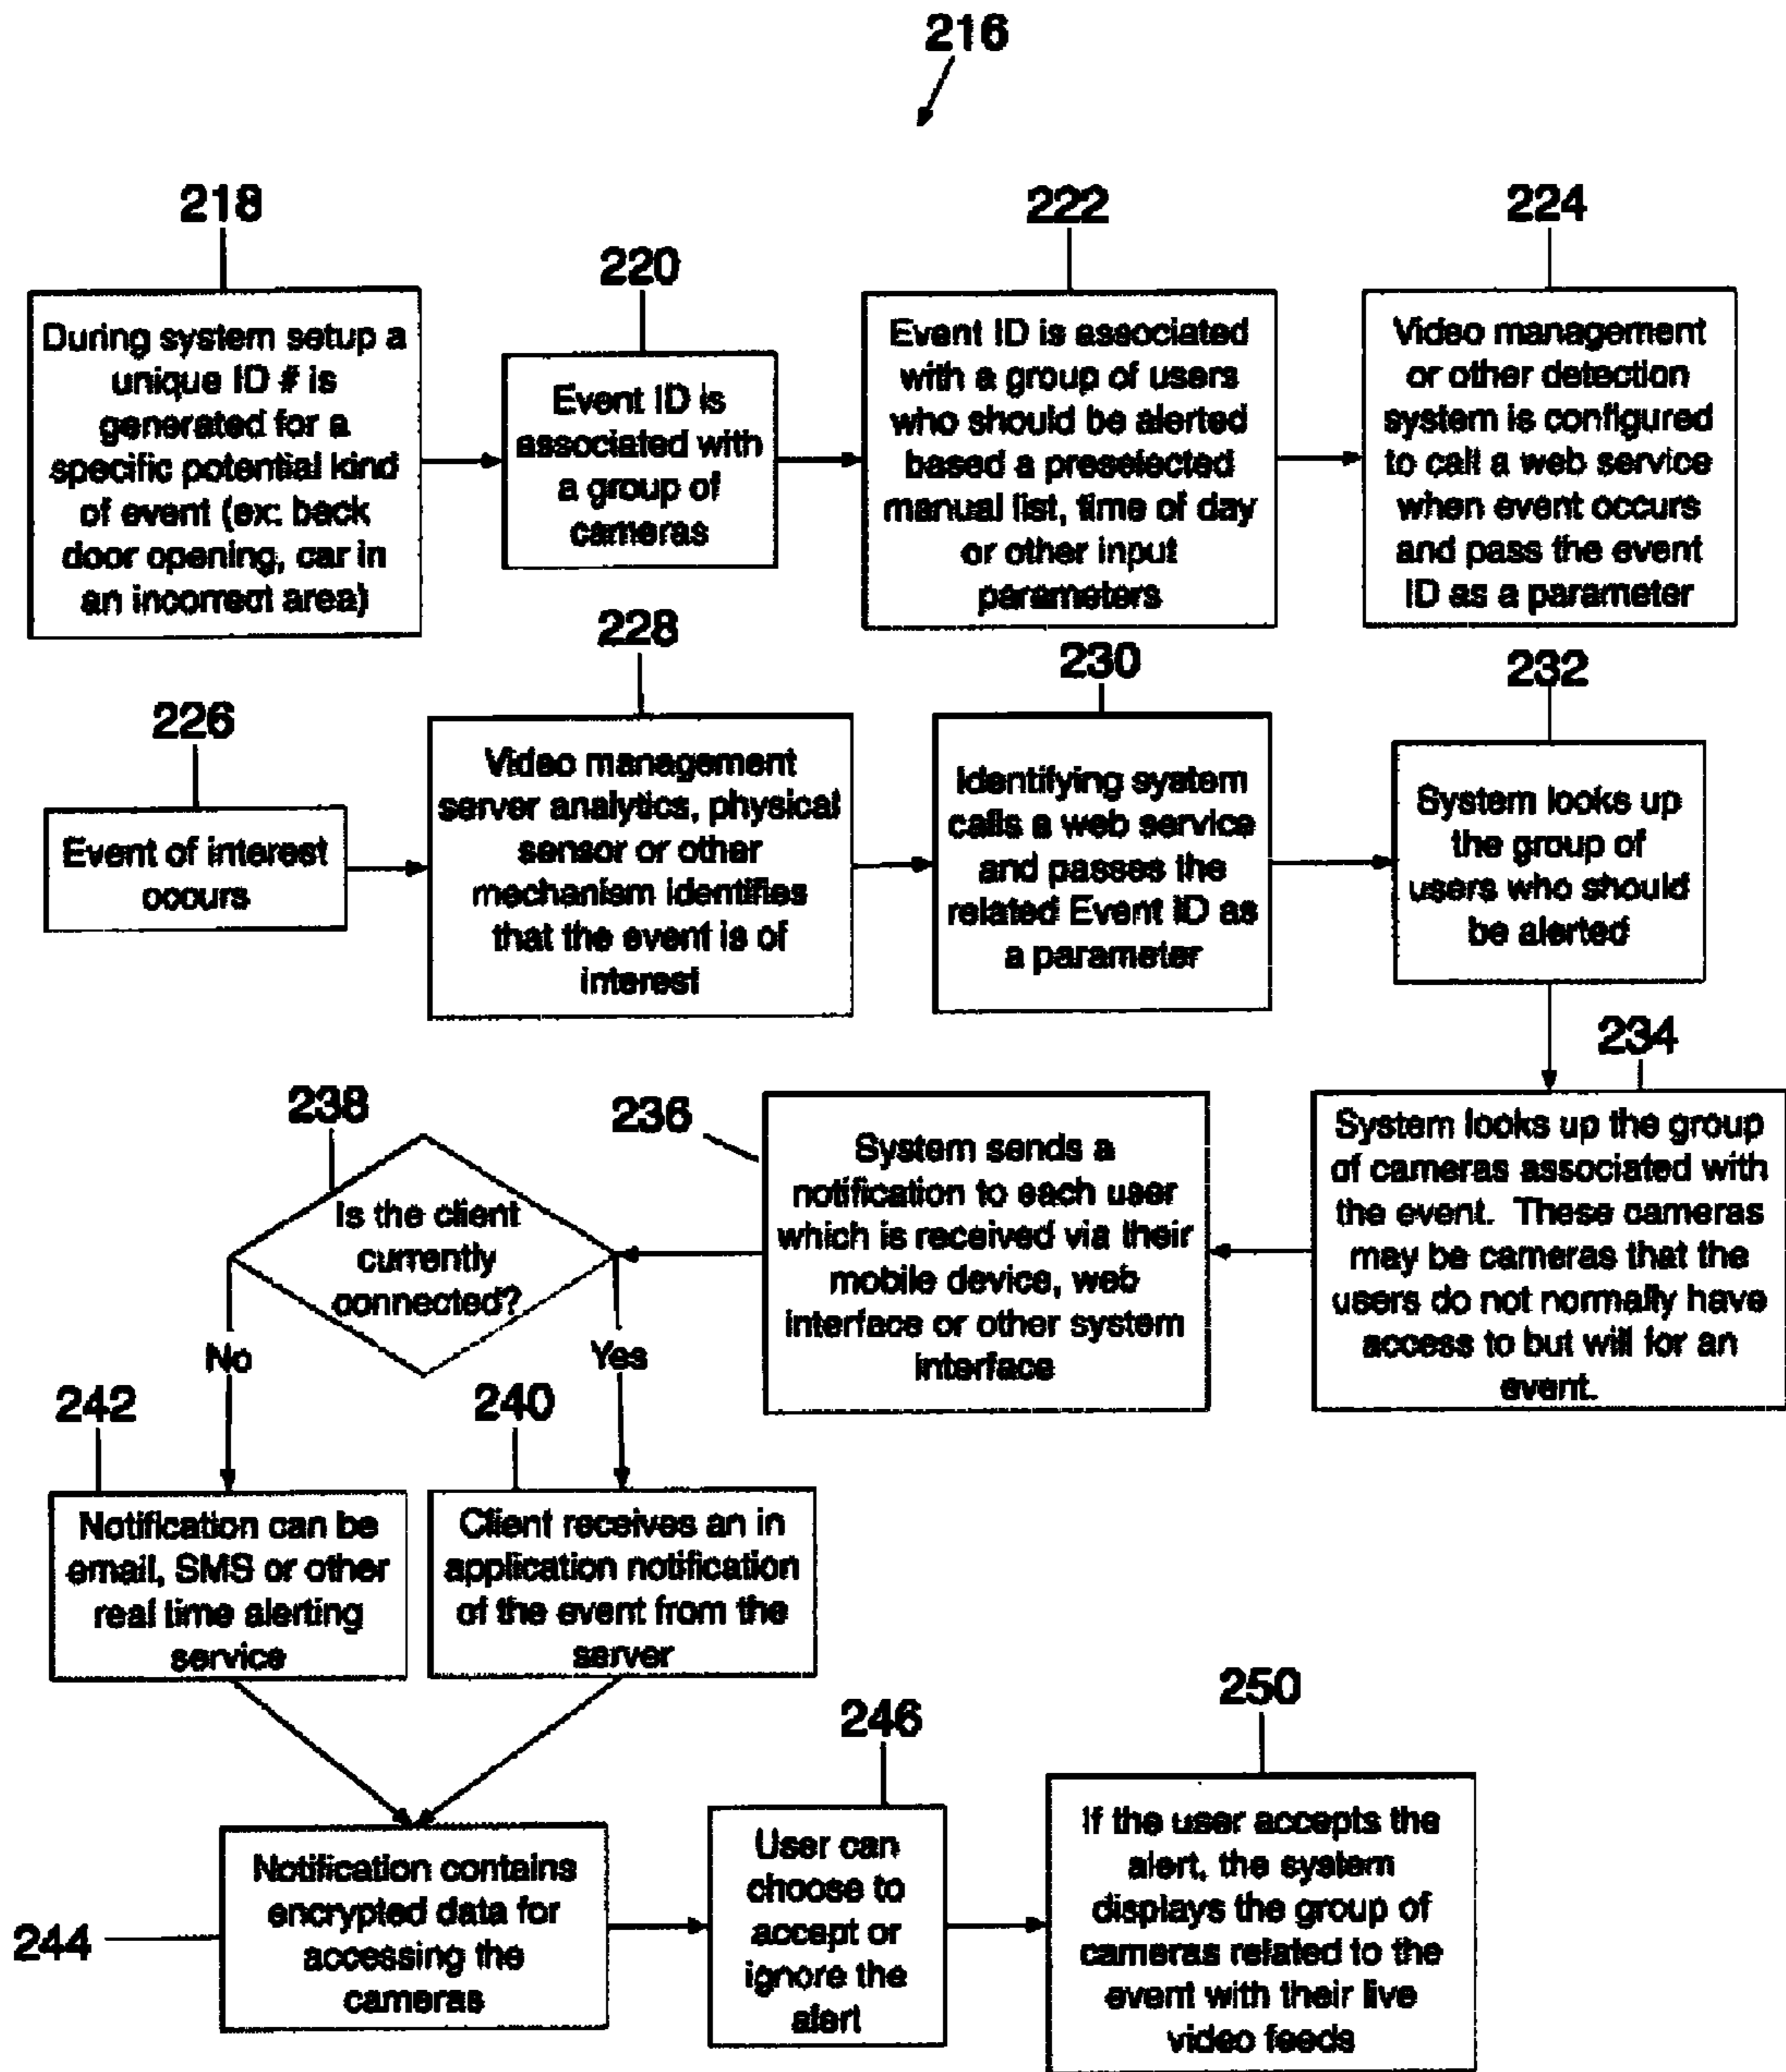 216
218
During system setup a
unique ID # is
generated for a
specific potential kind
of event (ex: back
door opening, car in
an incorrect area)
220
Event ID is
associated with
a group of
cameras
222
Event ID is associated
with a group of users
who should be alerted
based a preselected
manual list, time of day
or other input
parameters
224
Video management
or other detection
system is configured
to call a web service
when event occurs
and pass the event
ID as a parameter
226
Event of interest
occurs
228
Video management
server analytics, physical
sensor or other
mechanism identifies
that the event is of
interest
230
Identifying system
calls a web service
and passes the
related Event ID as
a parameter
232
System looks up
the group of
users who should
be alerted
234
System looks up the group
of cameras associated with
the event. These cameras
may be cameras that the
users do not normally have
access to but will for an
event.
236
System sends a
notification to each user
which is received via their
mobile device, web
interface or other system
interface
238
Is the client
currently
connected?
No
Yes
242
Notification can be
email, SMS or other
real time alerting
service
240
Client receives an in
application notification
of the event from the
server
244
Notification contains
encrypted data for
accessing the
cameras
246
User can
choose to
accept or
ignore the
alert
250
If the user accepts the
alert, the system
displays the group of
cameras related to the
event with their live
video feeds